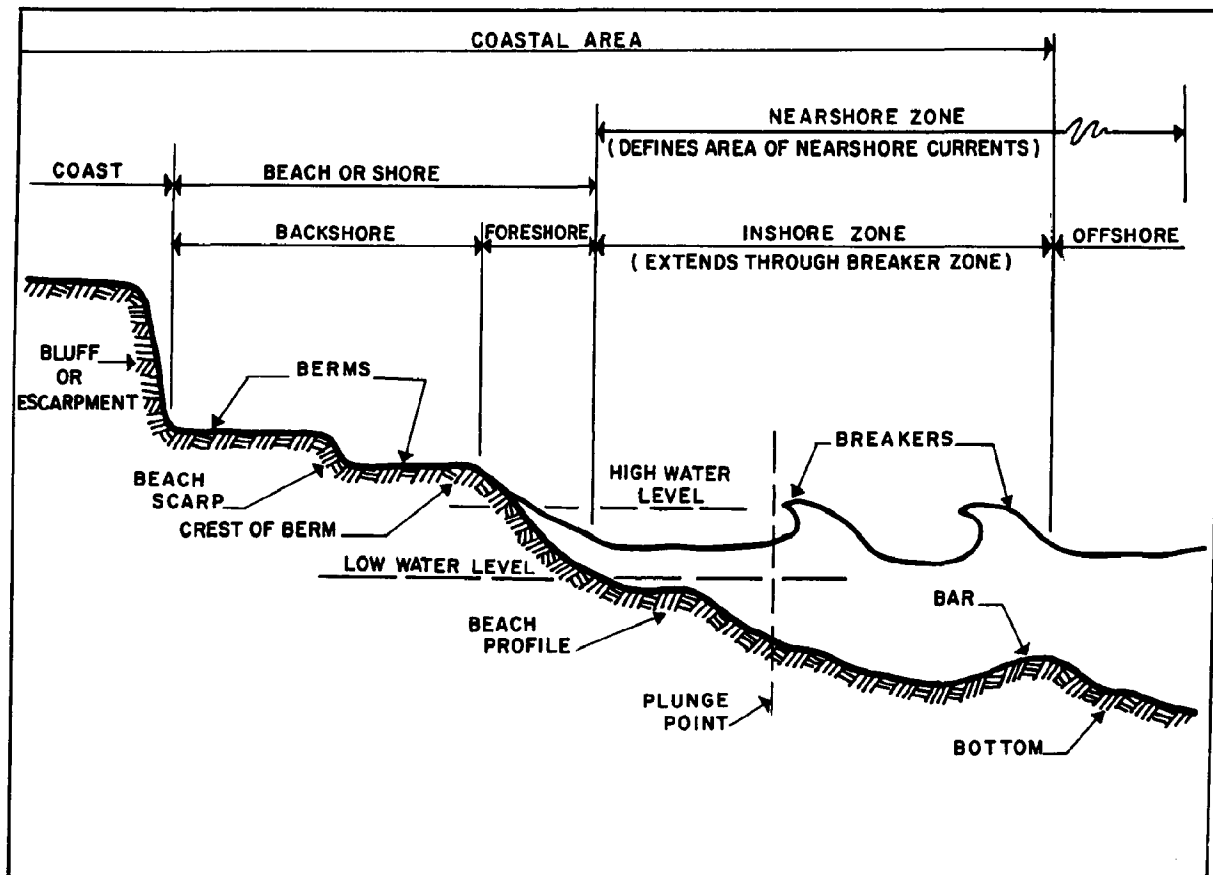 COASTAL AREA
NEARSHORE ZONE
(DEFINES AREA OF NEARSHORE CURRENTS)
COAST
BEACH OR SHORE
BACKSHORE
FORESHORE
INSHORE ZONE
(EXTENDS THROUGH BREAKER ZONE)
OFFSHORE
BLUFF
OR
ESCARPMENT
BERMS
BREAKERS
BEACH
SCARP
HIGH WATER
LEVEL
CREST OF BERM
LOW WATER LEVEL
BEACH
PROFILE
BAR
PLUNGE
POINT
BOTTOM